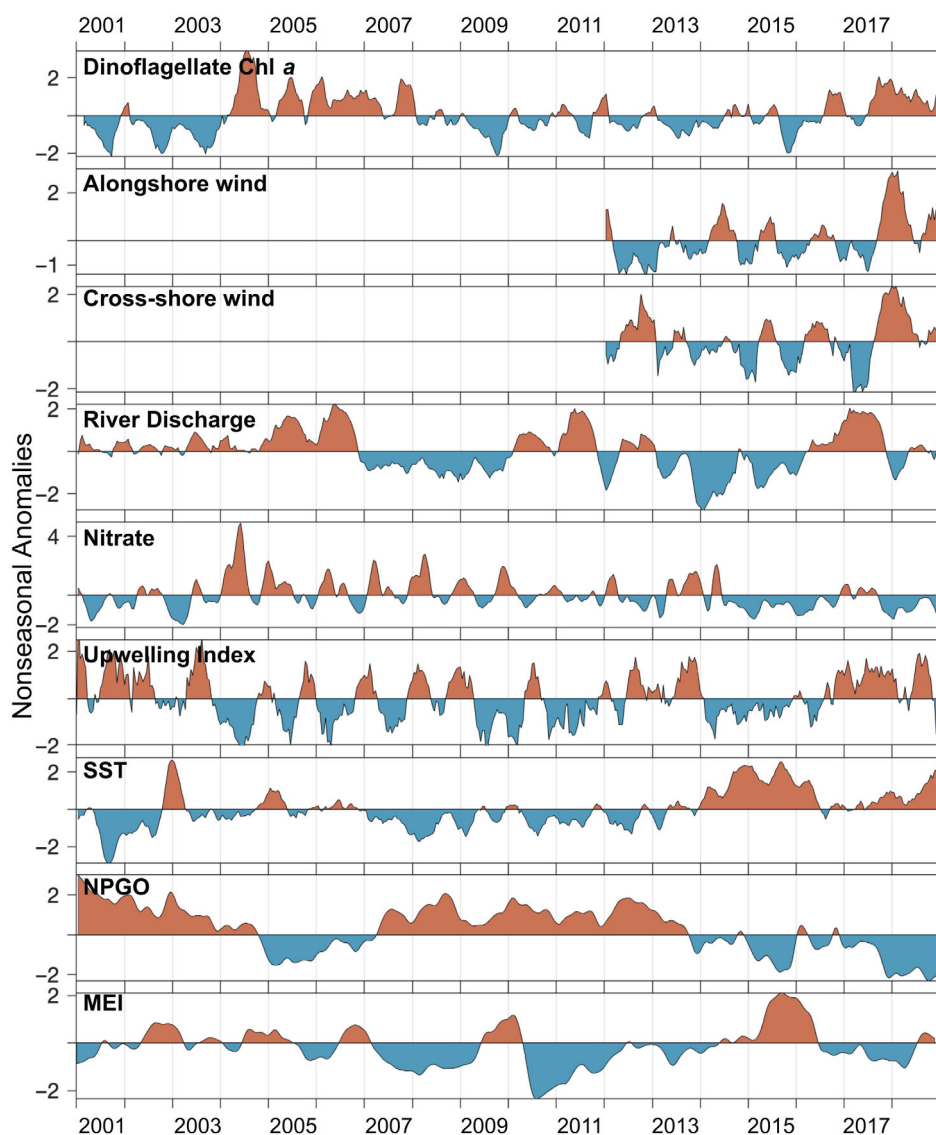 2001 2003 2005 2007 2009 2011 2013 2015 2017
Dinoflagellate Chl a
2
−2
Alongshore wind
2
−1
Cross-shore wind
2
−2
River Discharge
2
−2
Nonseasonal Anomalies
Nitrate
4
−2
Upwelling Index
2
−2
SST
2
−2
NPGO
2
−2
MEI
2
−2
2001 2003 2005 2007 2009 2011 2013 2015 2017